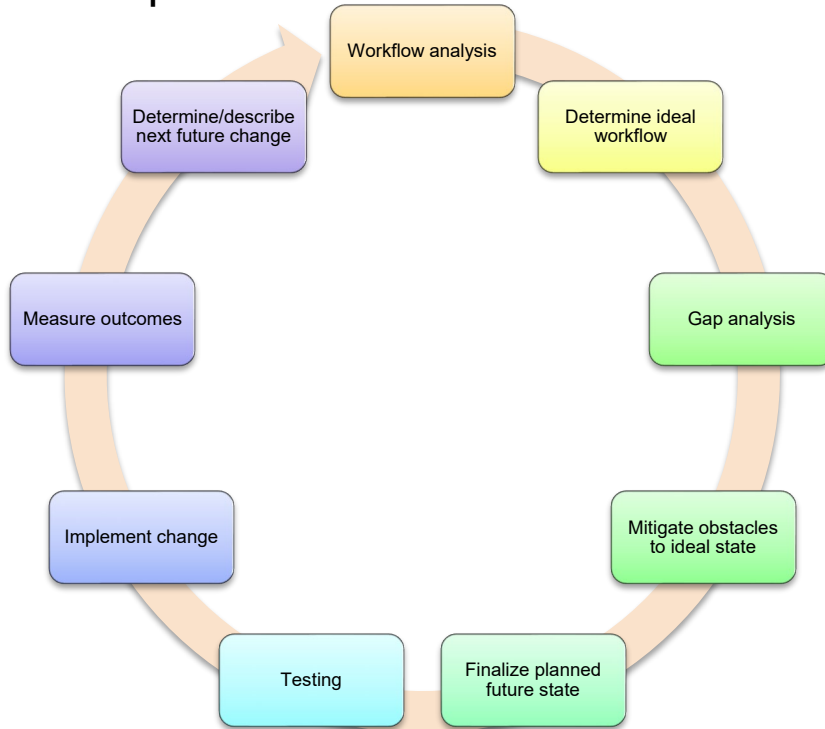 Workflow analysis
Determine ideal
workflow
Gap analysis
Mitigate obstacles
to ideal state
Finalize planned
future state
Testing
Implement change
Measure outcomes
Determine/describe
next future change